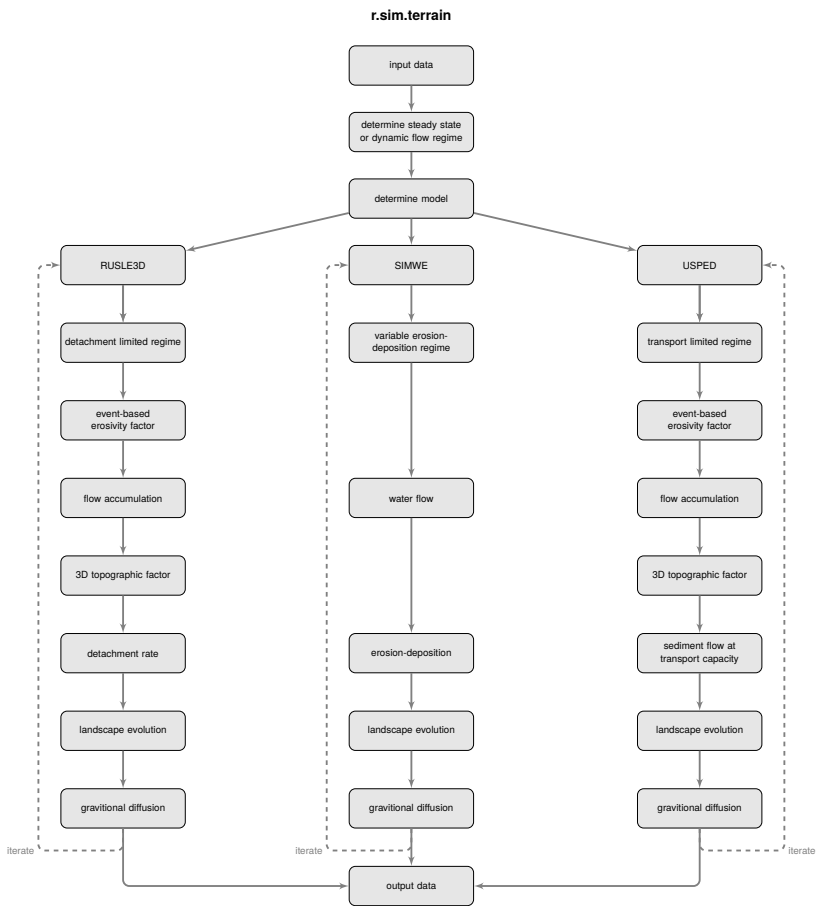 r.sim.terrain
input data
determine steady state
or dynamic flow regime
determine model
RUSLE3D
SIMWE
USPED
detachment limited regime
variable erosion-
deposition regime
transport limited regime
event-based
erosivity factor
event-based
erosivity factor
flow accumulation
water flow
flow accumulation
3D topographic factor
3D topographic factor
detachment rate
erosion-deposition
sediment flow at
transport capacity
landscape evolution
landscape evolution
landscape evolution
gravitional diffusion
gravitional diffusion
gravitional diffusion
iterate
iterate
iterate
output data